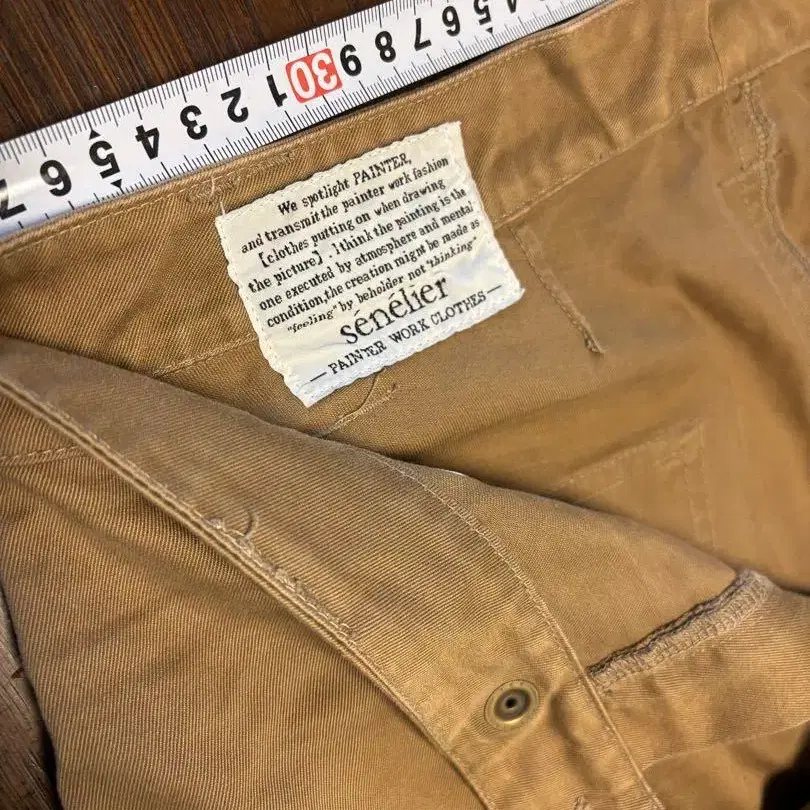 7 6 5 4 3 2 1 30 9 8 7 6 5
We spotlight PAINTER,
and transmit the painter work fashion
[clothes putting on when drawing
the picture]. I think the painting is the
one executed by atmosphere and mental
condition,the creation might be made as
"feeling" by beholder not "thinking"
sénélier
— PAINTER WORK CLOTHES —